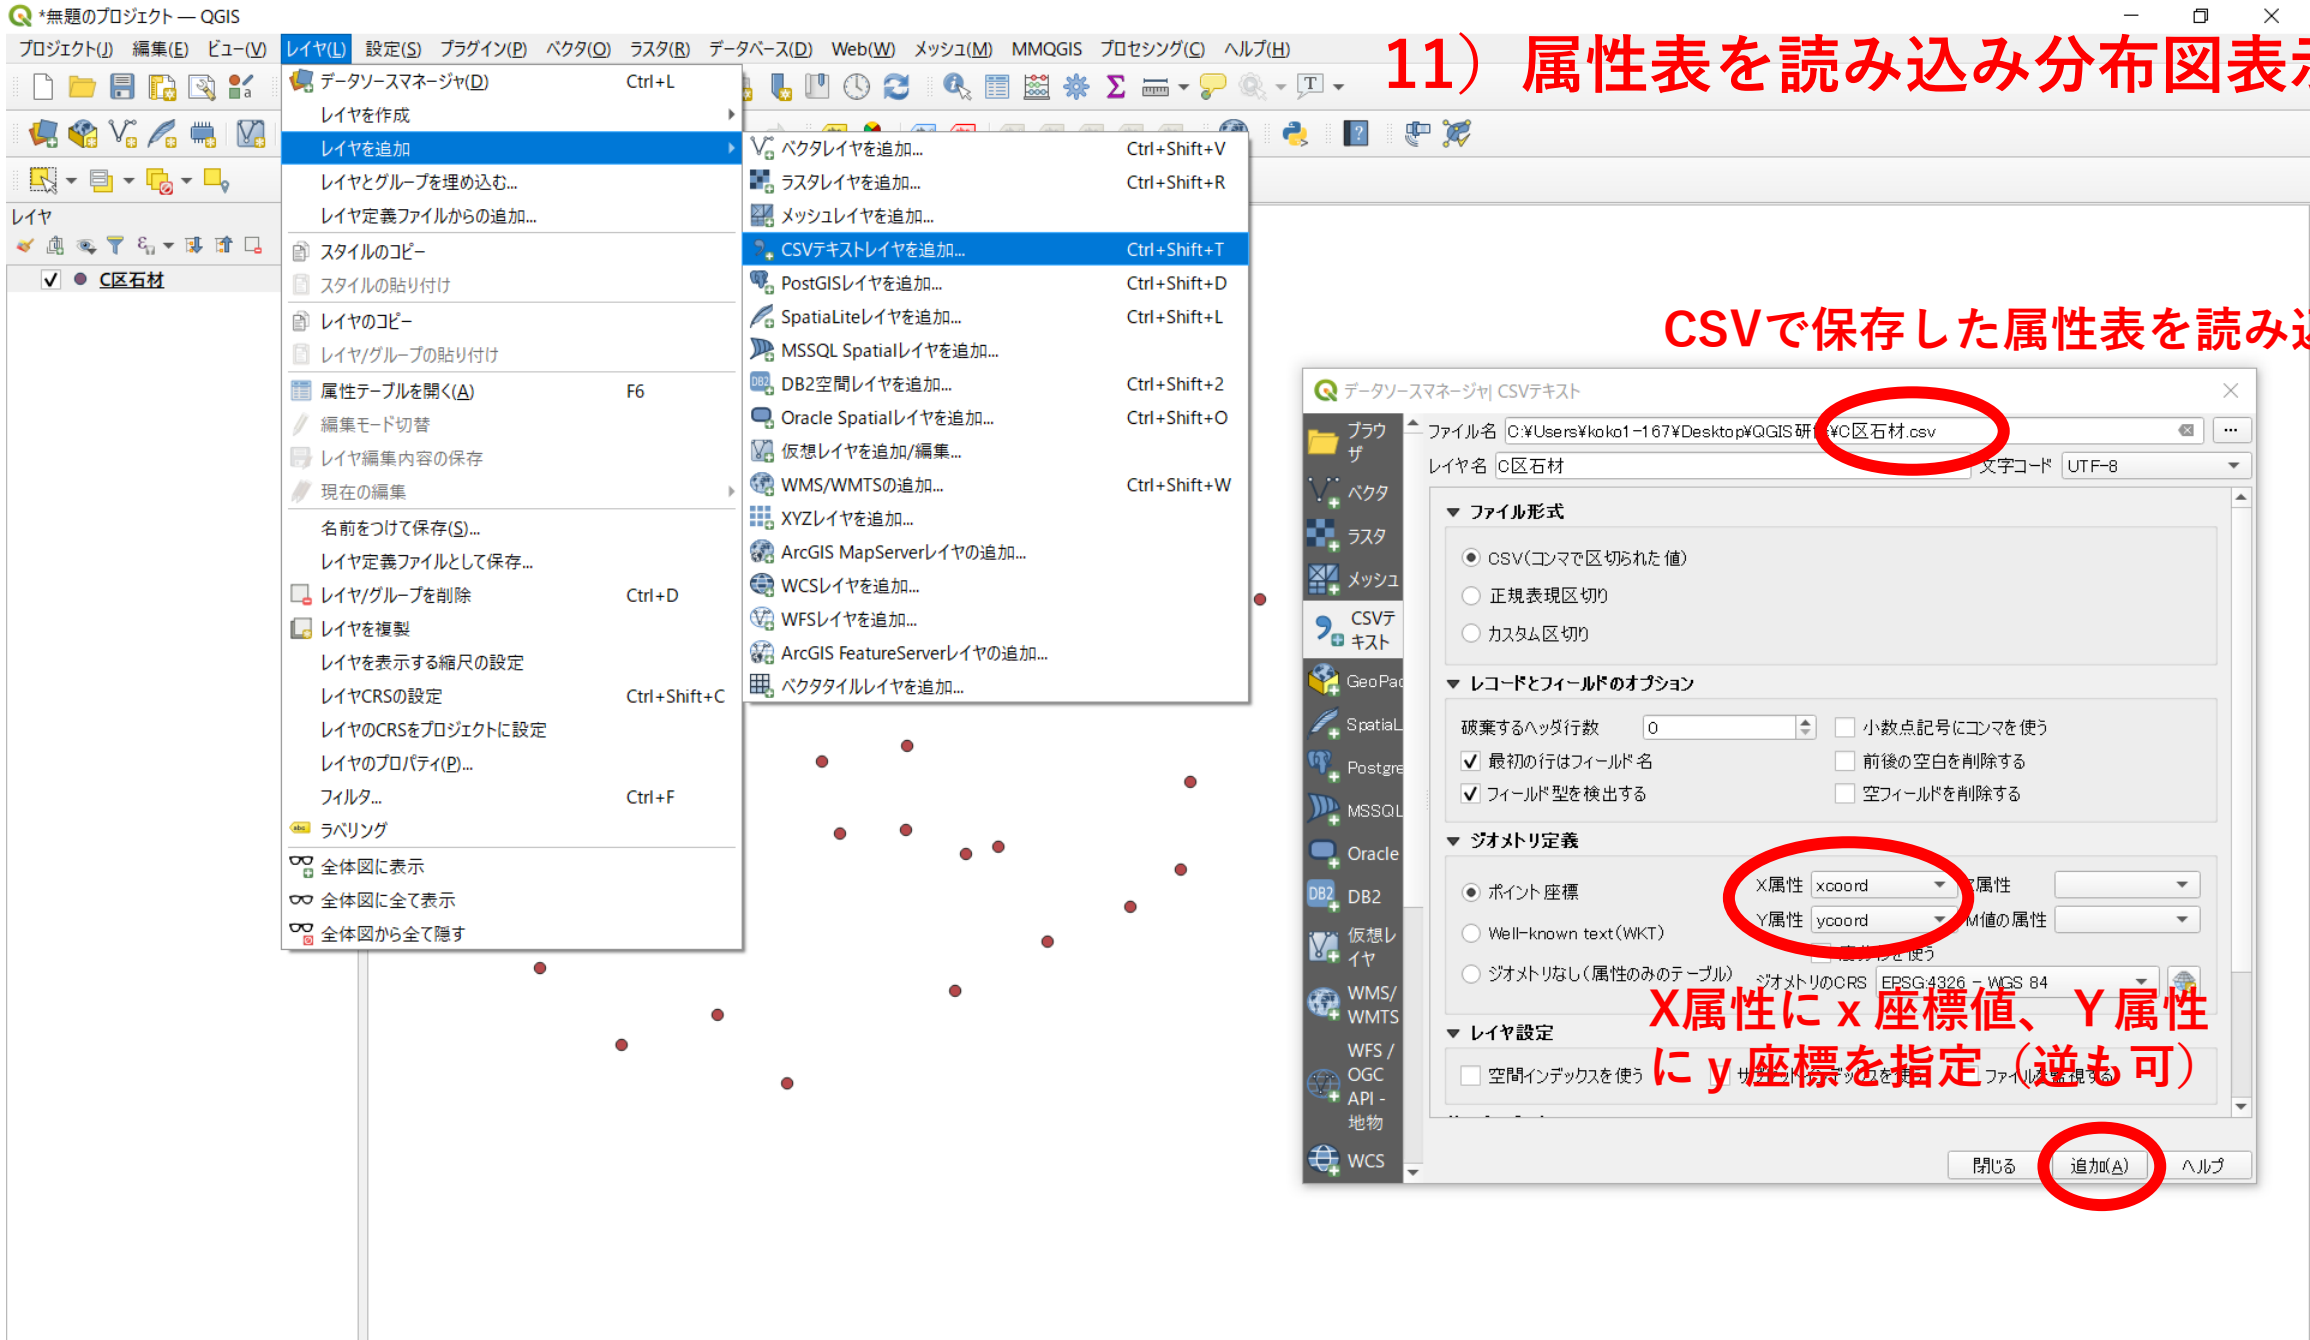 *無題のプロジェクト — QGIS
プロジェクト(J) 編集(E) ビュー(V) レイヤ(L) 設定(S) プラグイン(P) ベクタ(O) ラスタ(R) データベース(D) Web(W) メッシュ(M) MMQGIS プロセシング(C) ヘルプ(H)
11）属性表を読み込み分布図表
データソースマネージャ(D) Ctrl+L
レイヤを作成
レイヤを追加
レイヤとグループを埋め込む...
レイヤ定義ファイルからの追加...
スタイルのコピー
スタイルの貼り付け
レイヤのコピー
レイヤ/グループの貼り付け
属性テーブルを開く(A) F6
編集モード切替
レイヤ編集内容の保存
現在の編集
名前をつけて保存(S)...
レイヤ定義ファイルとして保存...
レイヤ/グループを削除 Ctrl+D
レイヤを複製
レイヤを表示する縮尺の設定
レイヤCRSの設定 Ctrl+Shift+C
レイヤのCRSをプロジェクトに設定
レイヤのプロパティ(P)...
フィルタ... Ctrl+F
ラベリング
全体図に表示
全体図に全て表示
全体図から全て隠す
ベクタレイヤを追加... Ctrl+Shift+V
ラスタレイヤを追加... Ctrl+Shift+R
メッシュレイヤを追加...
CSVテキストレイヤを追加... Ctrl+Shift+T
PostGISレイヤを追加... Ctrl+Shift+D
SpatiaLiteレイヤを追加... Ctrl+Shift+L
MSSQL Spatialレイヤを追加...
DB2空間レイヤを追加... Ctrl+Shift+2
Oracle Spatialレイヤを追加... Ctrl+Shift+O
仮想レイヤを追加/編集...
WMS/WMTSの追加... Ctrl+Shift+W
XYZレイヤを追加...
ArcGIS MapServerレイヤの追加...
WCSレイヤを追加...
WFSレイヤを追加...
ArcGIS FeatureServerレイヤの追加...
ベクタタイルレイヤを追加...
レイヤ
C区石材
CSVで保存した属性表を読み
データソースマネージャ| CSVテキスト
ブラウザ
ベクタ
ラスタ
メッシュ
CSVテキスト
GeoPac
SpatiaL
Postgre
MSSQL
Oracle
DB2
仮想レイヤ
WMS/
WMTS
WFS /
OGC
API -
地物
WCS
ファイル名 C:¥Users¥koko1-167¥Desktop¥QGIS研 ¥C区石材.csv
レイヤ名 C区石材 文字コード UTF-8
ファイル形式
CSV(コンマで区切られた値)
正規表現区切り
カスタム区切り
レコードとフィールドのオプション
破棄するヘッダ行数 0 小数点記号にコンマを使う
最初の行はフィールド名 前後の空白を削除する
フィールド型を検出する 空フィールドを削除する
ジオメトリ定義
ポイント座標 X属性 xcoord 属性
Y属性 ycoord M値の属性
Well-known text(WKT)
を使う
ジオメトリなし(属性のみのテーブル) ジオメトリのCRS EPSG:4326 - WGS 84
X属性に x 座標値、 Y 属性
に y 座標を指定（逆も可）
レイヤ設定
空間インデックスを使う
閉じる 追加(A) ヘルプ